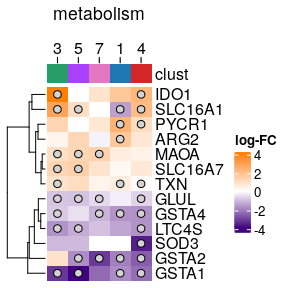 metabolism
3 5 7 1 4
clust
IDO1
SLC16A1
PYCR1
ARG2
MAOA
SLC16A7
TXN
GLUL
GSTA4
LTC4S
SOD3
GSTA2
GSTA1
log-FC
4
2
0
-2
-4